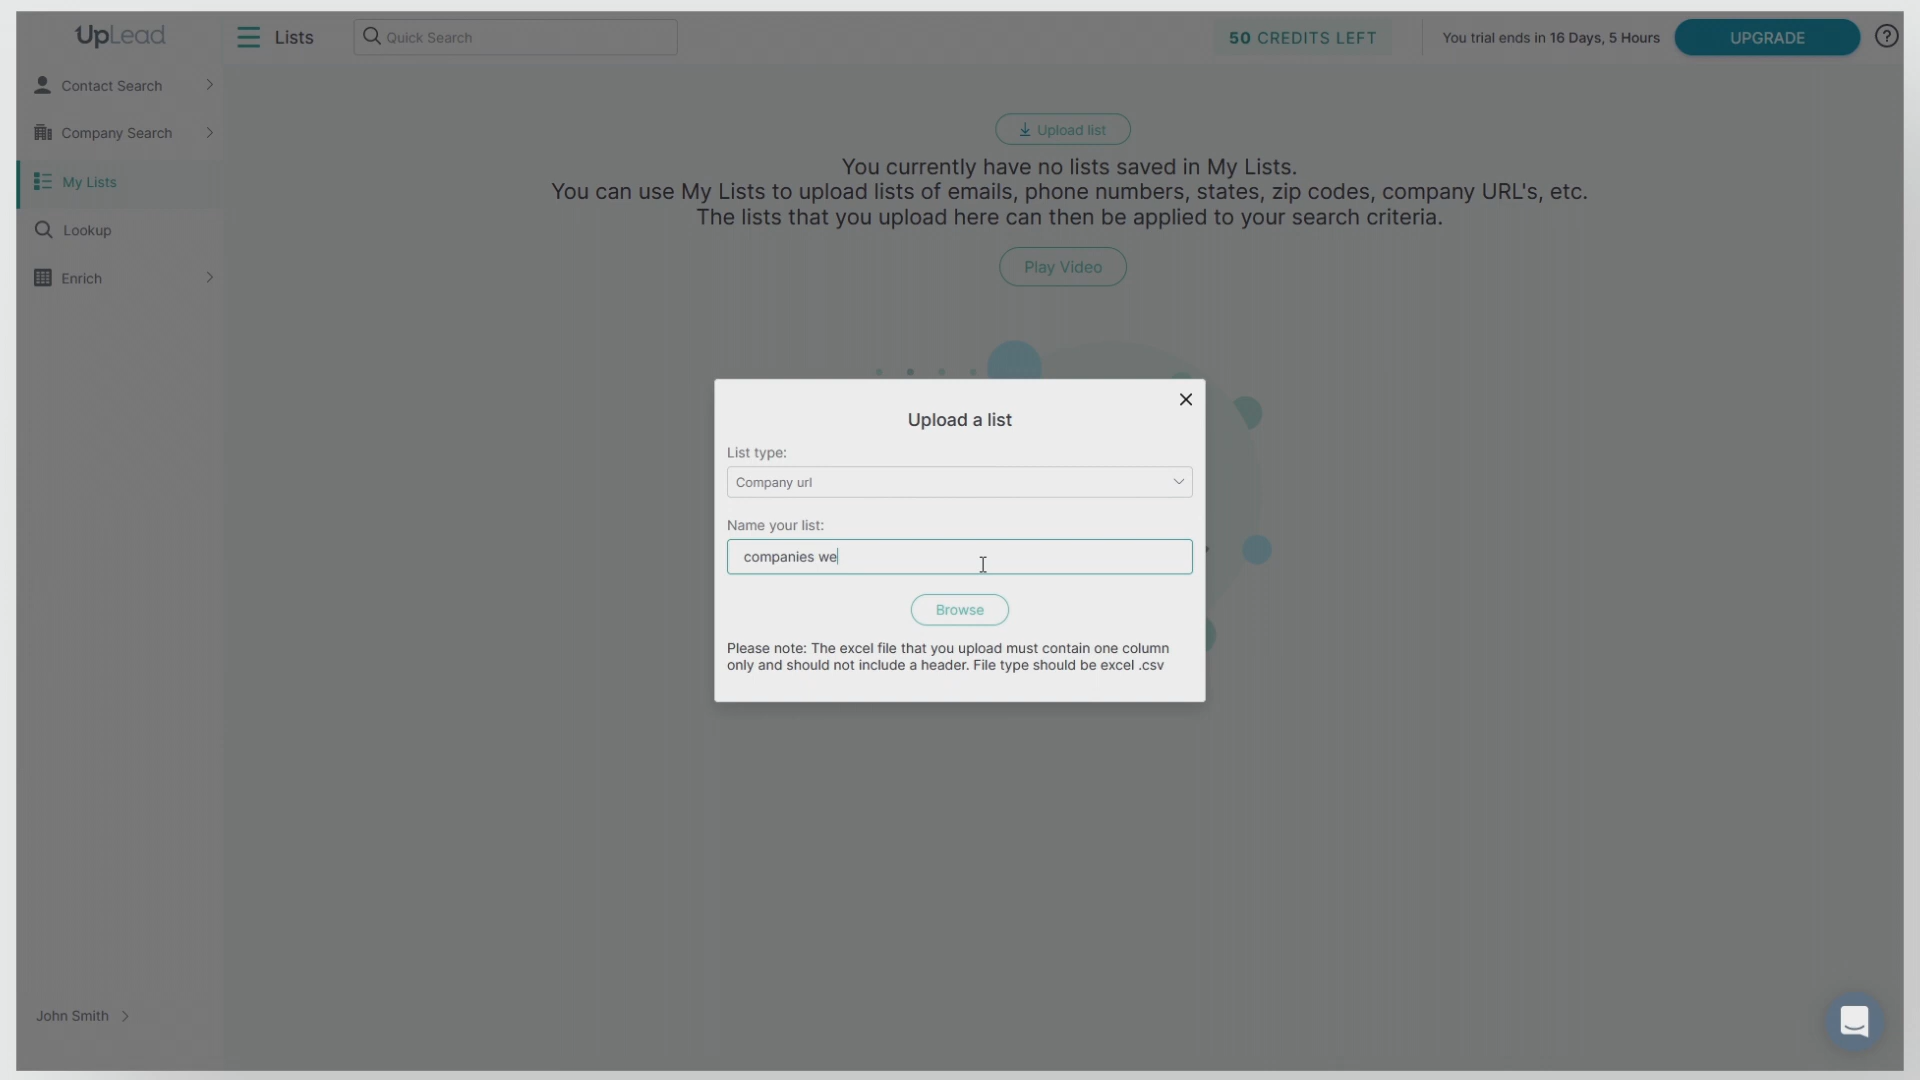 UpLead
Lists
Quick Search
50 CREDITS LEFT
You trial ends in 16 Days, 5 Hours
UPGRADE
?
Contact Search
Company Search
My Lists
Lookup
Enrich
Upload list
You currently have no lists saved in My Lists.
You can use My Lists to upload lists of emails, phone numbers, states, zip codes, company URL's, etc.
The lists that you upload here can then be applied to your search criteria.
Play Video
Upload a list
List type:
Company url
Name your list:
companies we
Browse
Please note: The excel file that you upload must contain one column
only and should not include a header. File type should be excel .csv
John Smith